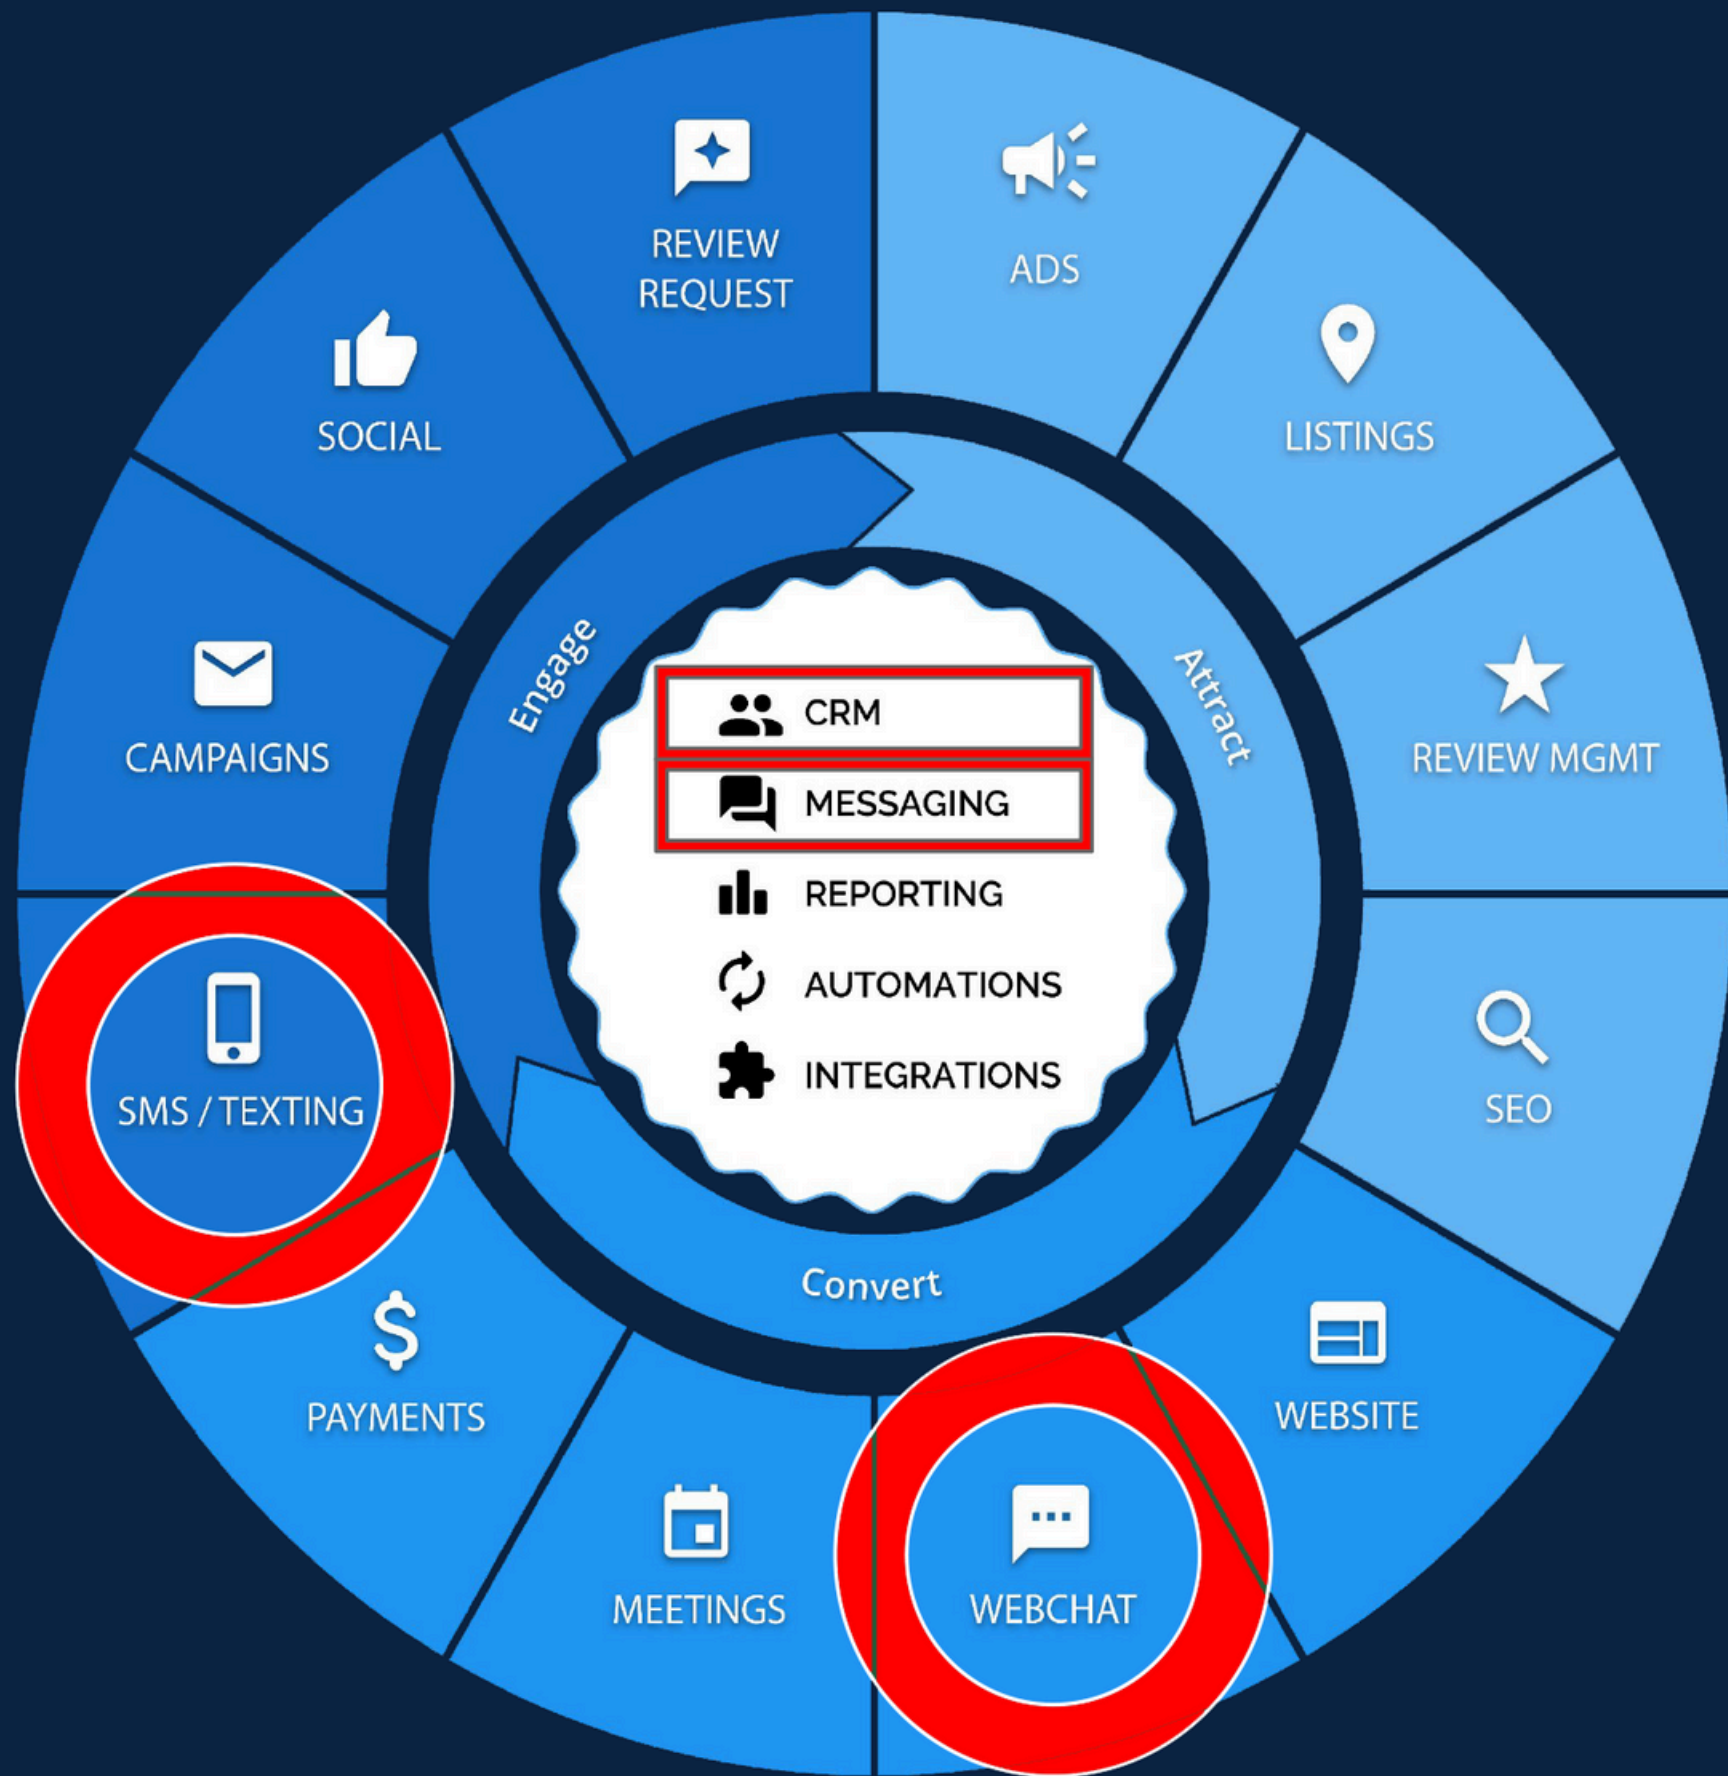 REVIEW
REQUEST
ADS
SOCIAL
LISTINGS
CAMPAIGNS
REVIEW MGMT
Engage
Attract
CRM
MESSAGING
REPORTING
AUTOMATIONS
INTEGRATIONS
SMS / TEXTING
SEO
Convert
PAYMENTS
WEBSITE
MEETINGS
WEBCHAT